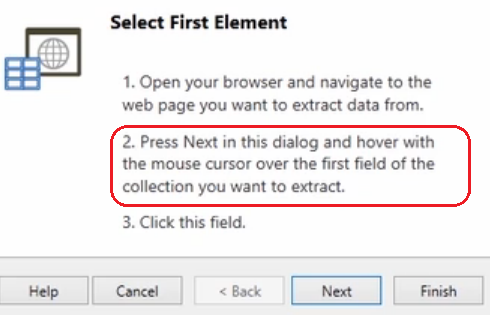 Select First Element
1. Open your browser and navigate to the
web page you want to extract data from.
2. Press Next in this dialog and hover with
the mouse cursor over the first field of the
collection you want to extract.
3. Click this field.
Help Cancel < Back Next Finish